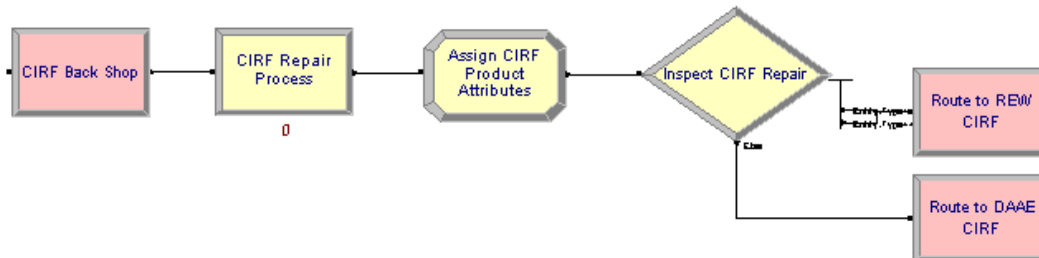 CIRF Back Shop
CIRF Repair
Process
0
Assign CIRF
Product
Attributes
Inspect CIRF Repair
Else
Route to REW
CIRF
Route to DAAE
CIRF